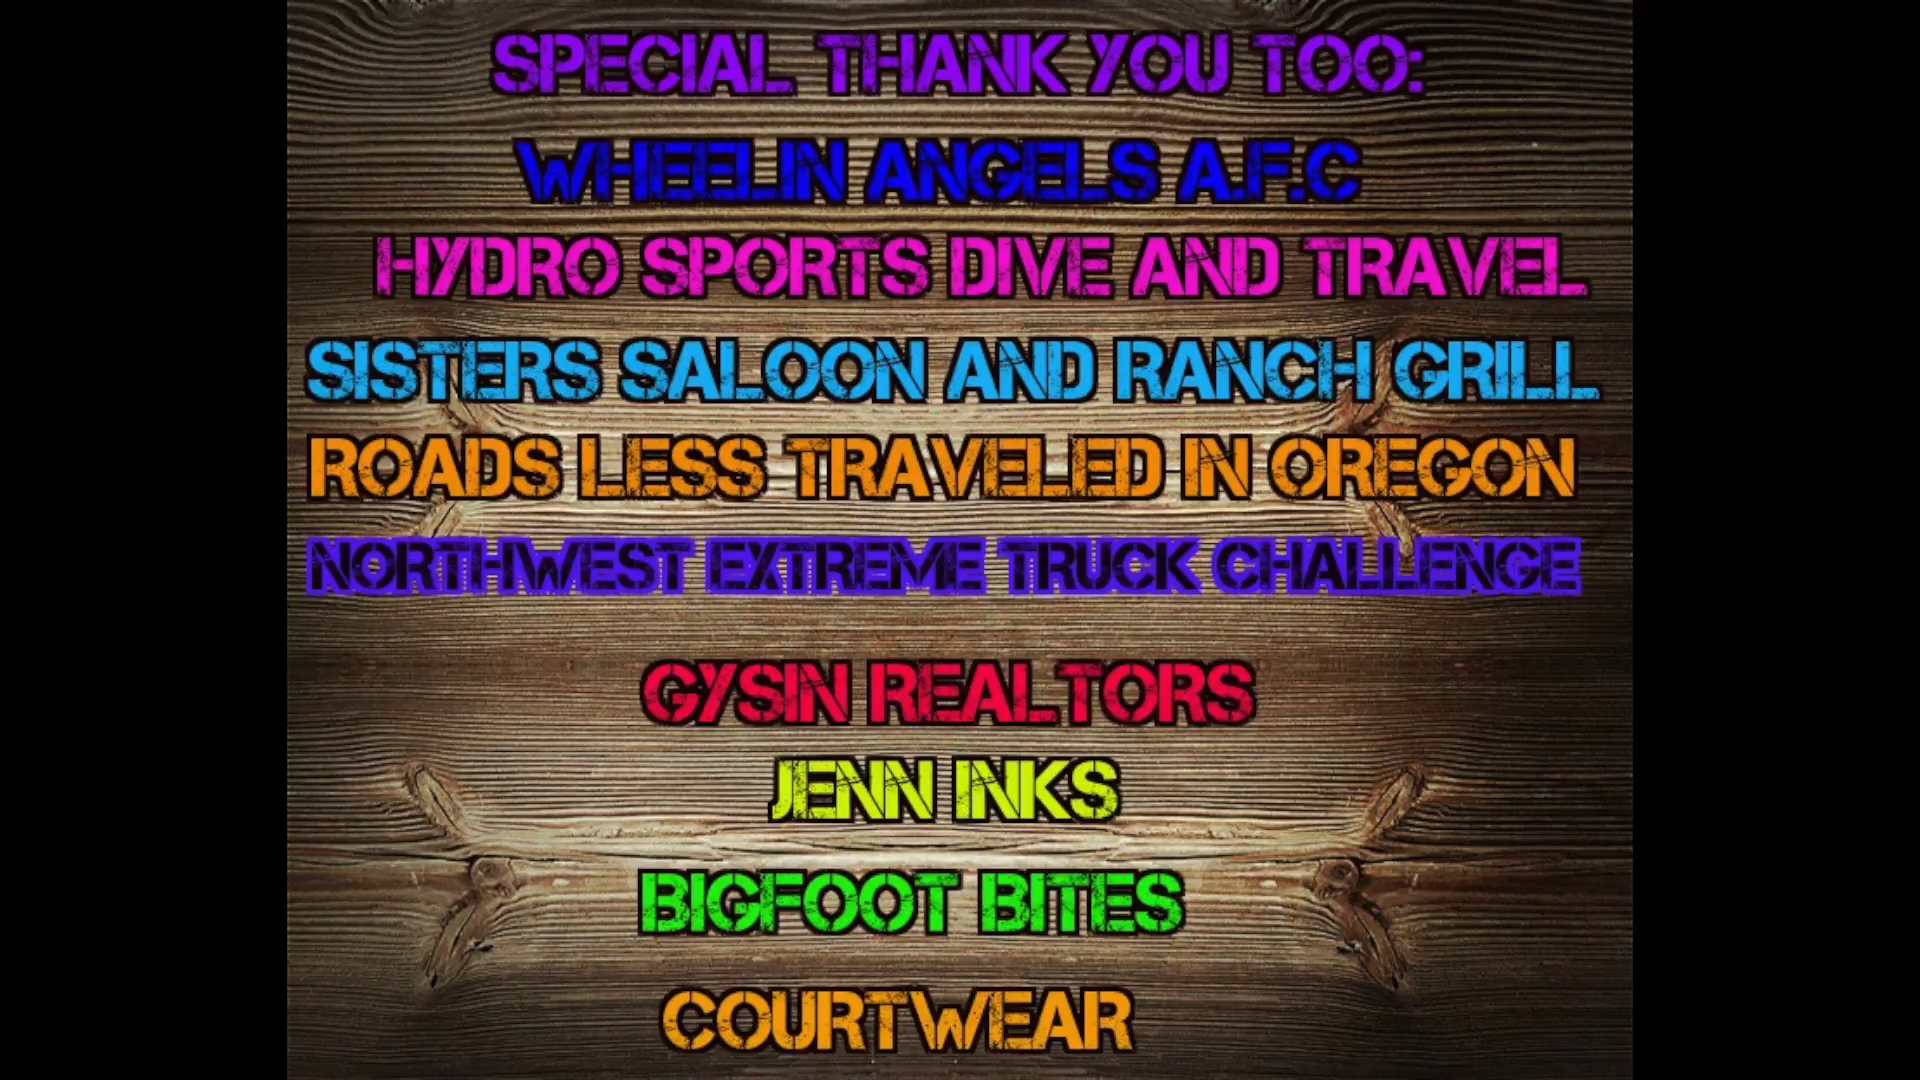 SPECIAL THANK YOU TOO:
WHEELIN ANGELS A.F.C
HYDRO SPORTS DIVE AND TRAVEL
SISTERS SALOON AND RANCH GRILL
ROADS LESS TRAVELED IN OREGON
NORTHWEST EXTREME TRUCK CHALLENGE
GYSIN REALTORS
JENN INKS
BIGFOOT BITES
COURTWEAR